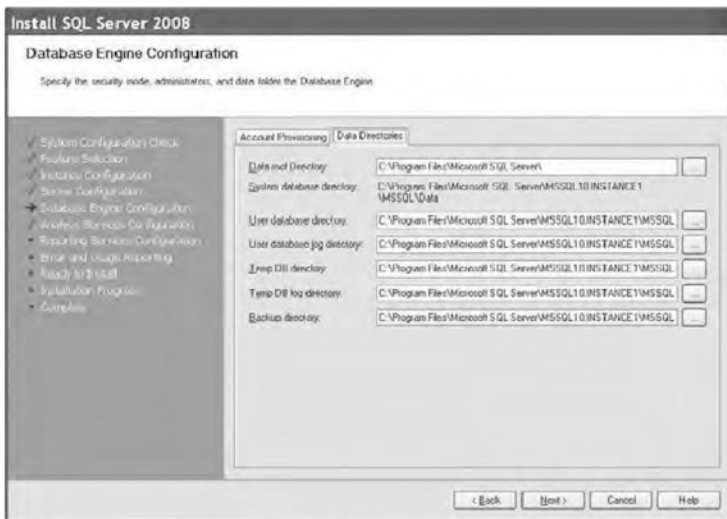 Install SQL Server 2008
Database Engine Configuration
Specify the security mode, administrators, and data folder the Database Engine.
System Configuration Check
Feature Selection
Instance Configuration
Server Configuration
Database Engine Configuration
Analysis Services Configuration
Reporting Services Configuration
Error and Usage Reporting
Ready to Install
Installation Progress
Complete
Account Provisioning
Data Directories
Data root Directory:
C:\Program Files\Microsoft SQL Server\
...
System database directory:
C:\Program Files\Microsoft SQL Server\MSSQL10.INSTANCE1
\MSSQL\Data
User database directory:
C:\Program Files\Microsoft SQL Server\MSSQL10.INSTANCE1\MSSQL
...
User database log directory:
C:\Program Files\Microsoft SQL Server\MSSQL10.INSTANCE1\MSSQL
...
Temp DB directory:
C:\Program Files\Microsoft SQL Server\MSSQL10.INSTANCE1\MSSQL
...
Temp DB log directory:
C:\Program Files\Microsoft SQL Server\MSSQL10.INSTANCE1\MSSQL
...
Backup directory:
C:\Program Files\Microsoft SQL Server\MSSQL10.INSTANCE1\MSSQL
...
< Back
Next >
Cancel
Help